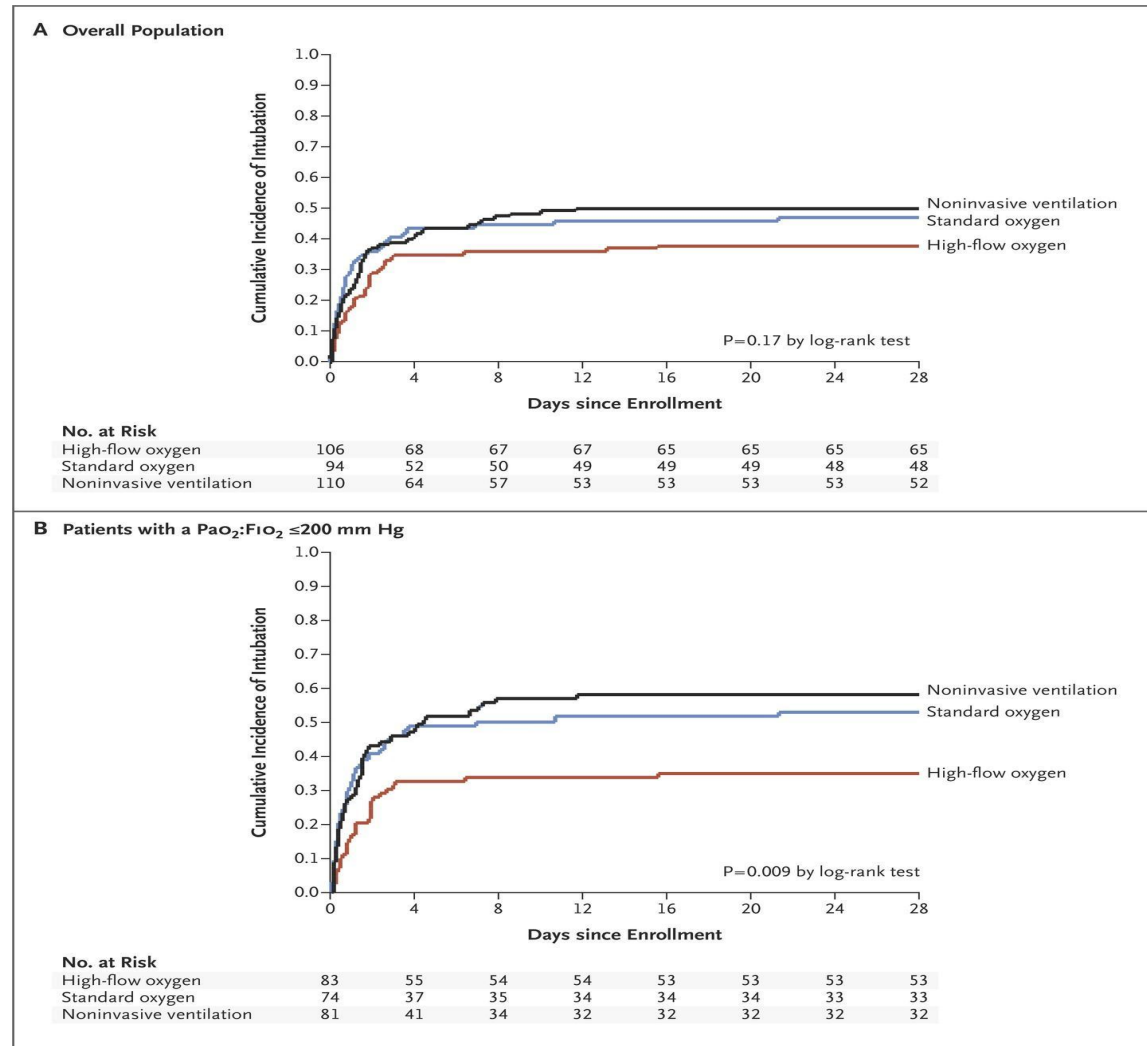 A Overall Population
1.0
0.9
0.8
0.7
0.6
0.5
0.4
0.3
0.2
0.1
0.0
Cumulative Incidence of Intubation
Noninvasive ventilation
Standard oxygen
High-flow oxygen
P=0.17 by log-rank test
0 4 8 12 16 20 24 28
Days since Enrollment
No. at Risk
High-flow oxygen 106 68 67 67 65 65 65 65
Standard oxygen 94 52 50 49 49 49 48 48
Noninvasive ventilation 110 64 57 53 53 53 53 52
B Patients with a PaO₂:FiO₂ ≤200 mm Hg
1.0
0.9
0.8
0.7
0.6
0.5
0.4
0.3
0.2
0.1
0.0
Cumulative Incidence of Intubation
Noninvasive ventilation
Standard oxygen
High-flow oxygen
P=0.009 by log-rank test
0 4 8 12 16 20 24 28
Days since Enrollment
No. at Risk
High-flow oxygen 83 55 54 54 53 53 53 53
Standard oxygen 74 37 35 34 34 34 33 33
Noninvasive ventilation 81 41 34 32 32 32 32 32